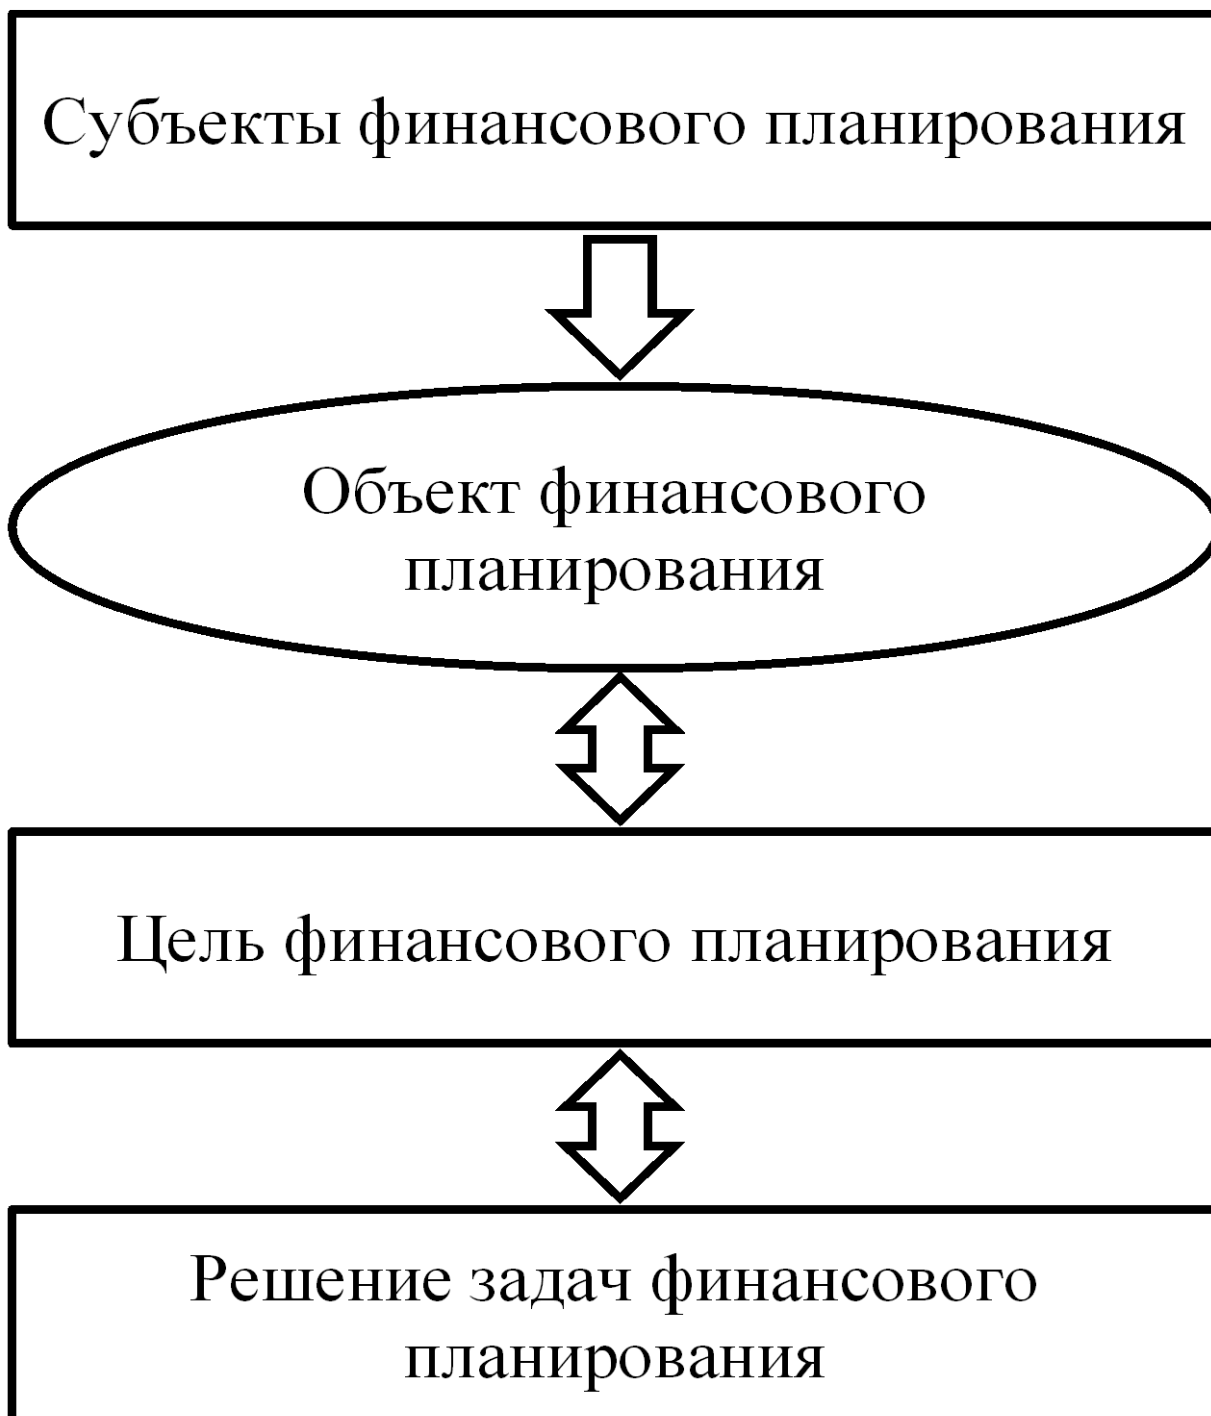 Субъекты финансового планирования
Объект финансового
планирования
Цель финансового планирования
Решение задач финансового
планирования